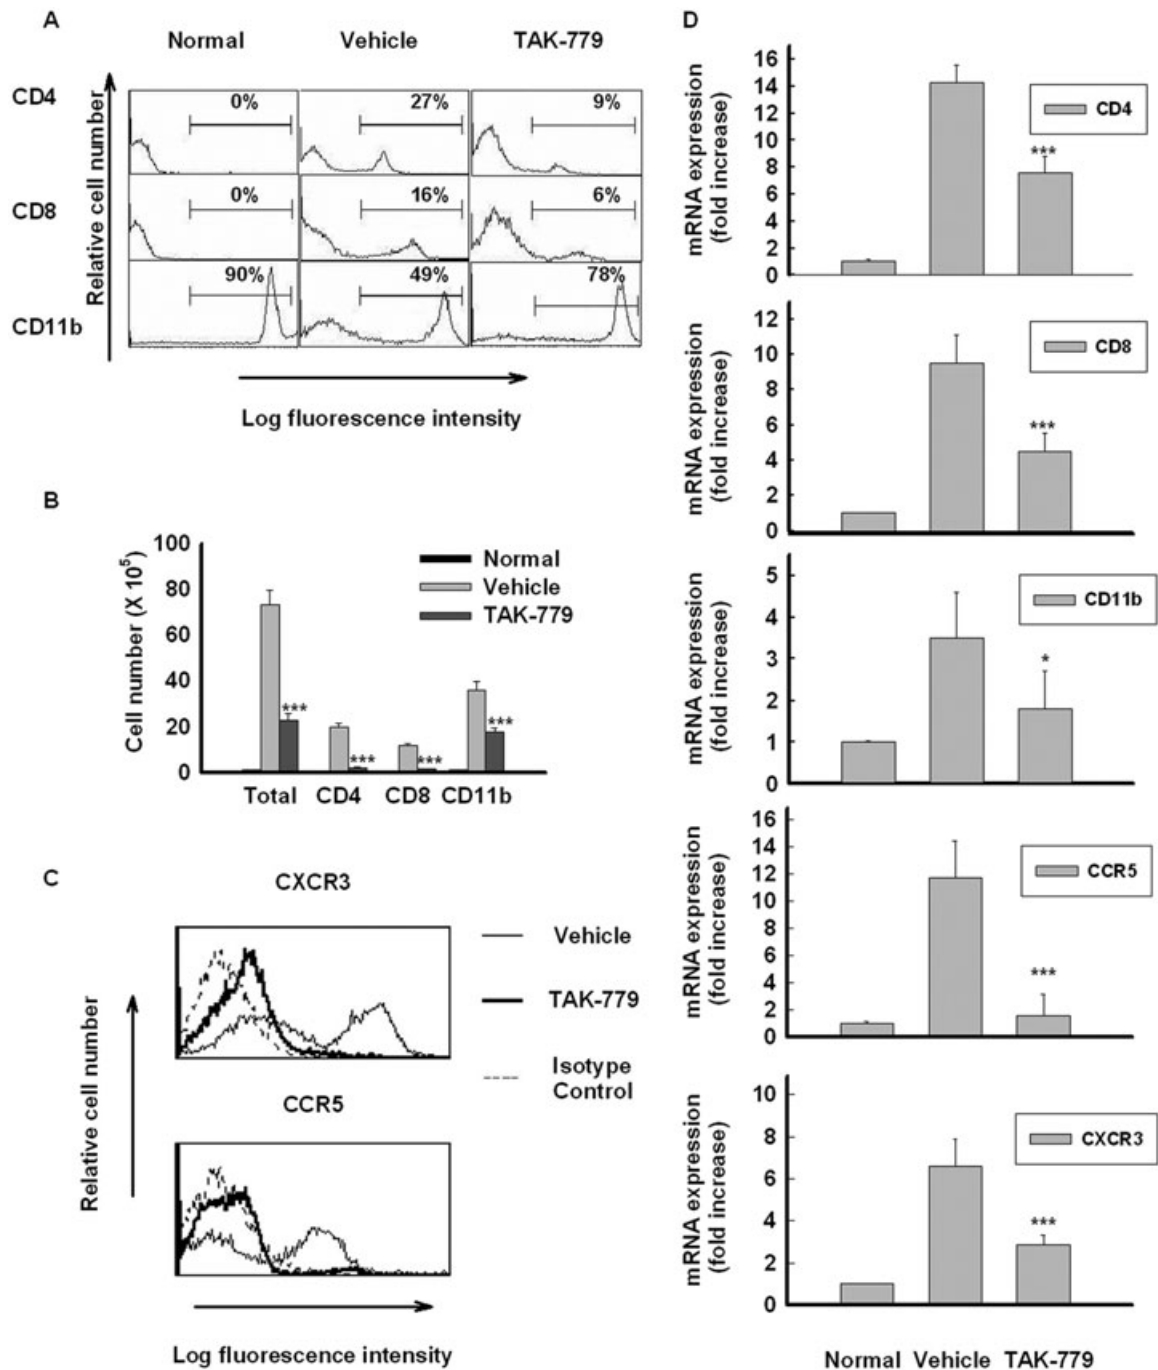 A
Normal Vehicle TAK-779
CD4
0% 27% 9%
CD8
0% 16% 6%
CD11b
90% 49% 78%
Relative cell number
Log fluorescence intensity
B
Cell number (X 10⁵)
100
80
60
40
20
0
Normal
Vehicle
TAK-779
***
***
***
***
Total CD4 CD8 CD11b
C
CXCR3
Vehicle
TAK-779
Isotype
Control
CCR5
Relative cell number
Log fluorescence intensity
D
mRNA expression
(fold increase)
16
14
12
10
8
6
4
2
0
CD4
***
mRNA expression
(fold increase)
12
10
8
6
4
2
0
CD8
***
mRNA expression
(fold increase)
5
4
3
2
1
0
CD11b
*
mRNA expression
(fold increase)
16
14
12
10
8
6
4
2
0
CCR5
***
mRNA expression
(fold increase)
10
8
6
4
2
0
CXCR3
***
Normal Vehicle TAK-779